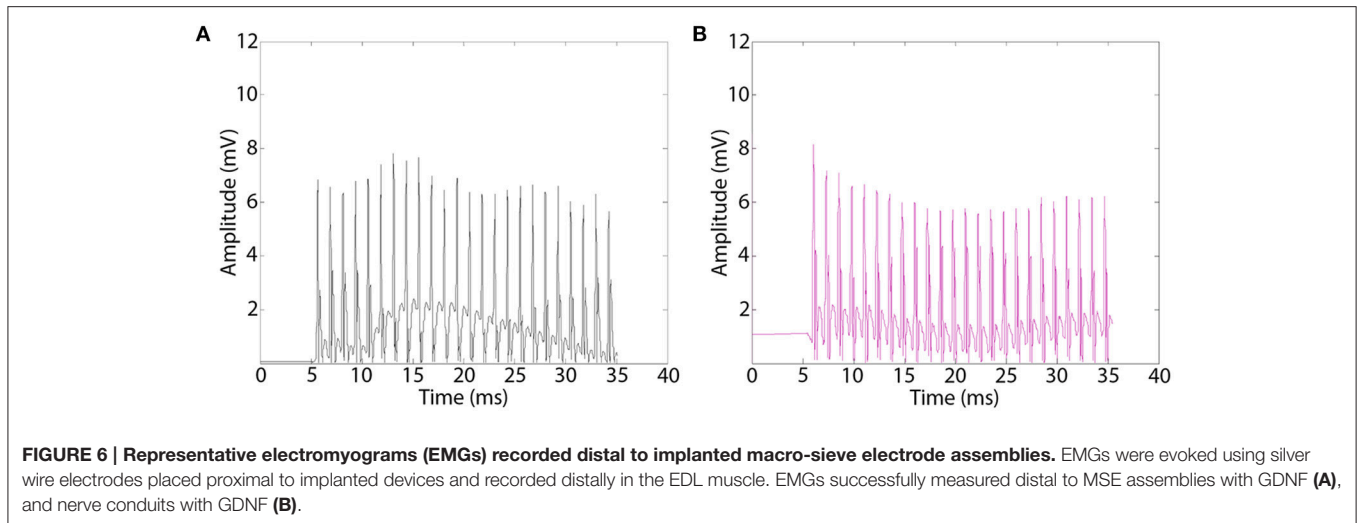 A
B
12
10
8
6
4
2
Amplitude (mV)
0 5 10 15 20 25 30 35 40
Time (ms)
12
10
8
6
4
2
Amplitude (mV)
0 5 10 15 20 25 30 35 40
Time (ms)
FIGURE 6 | Representative electromyograms (EMGs) recorded distal to implanted macro-sieve electrode assemblies. EMGs were evoked using silver
wire electrodes placed proximal to implanted devices and recorded distally in the EDL muscle. EMGs successfully measured distal to MSE assemblies with GDNF (A),
and nerve conduits with GDNF (B).